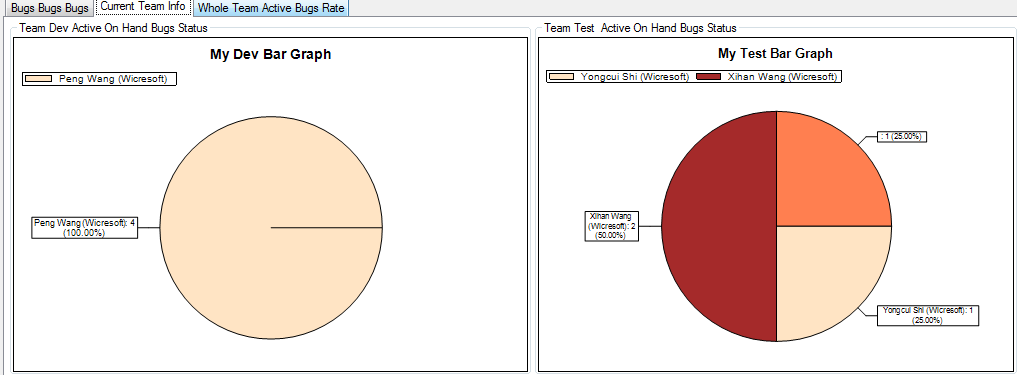 Bugs Bugs Bugs
Current Team Info
Whole Team Active Bugs Rate
Team Dev Active On Hand Bugs Status
My Dev Bar Graph
Peng Wang (Wicresoft)
Peng Wang (Wicresoft): 4
(100.00%)
Team Test Active On Hand Bugs Status
My Test Bar Graph
Yongcui Shi (Wicresoft)
Xihan Wang (Wicresoft)
: 1 (25.00%)
Xihan Wang
(Wicresoft): 2
(50.00%)
Yongcui Shi (Wicresoft): 1
(25.00%)